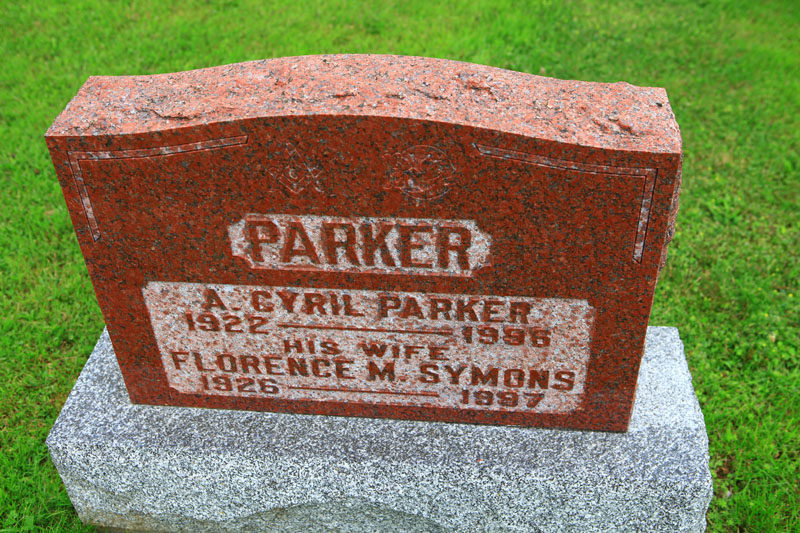 PARKER
A. CYRIL PARKER
1922 1996
HIS WIFE
FLORENCE M. SYMONS
1926 1997